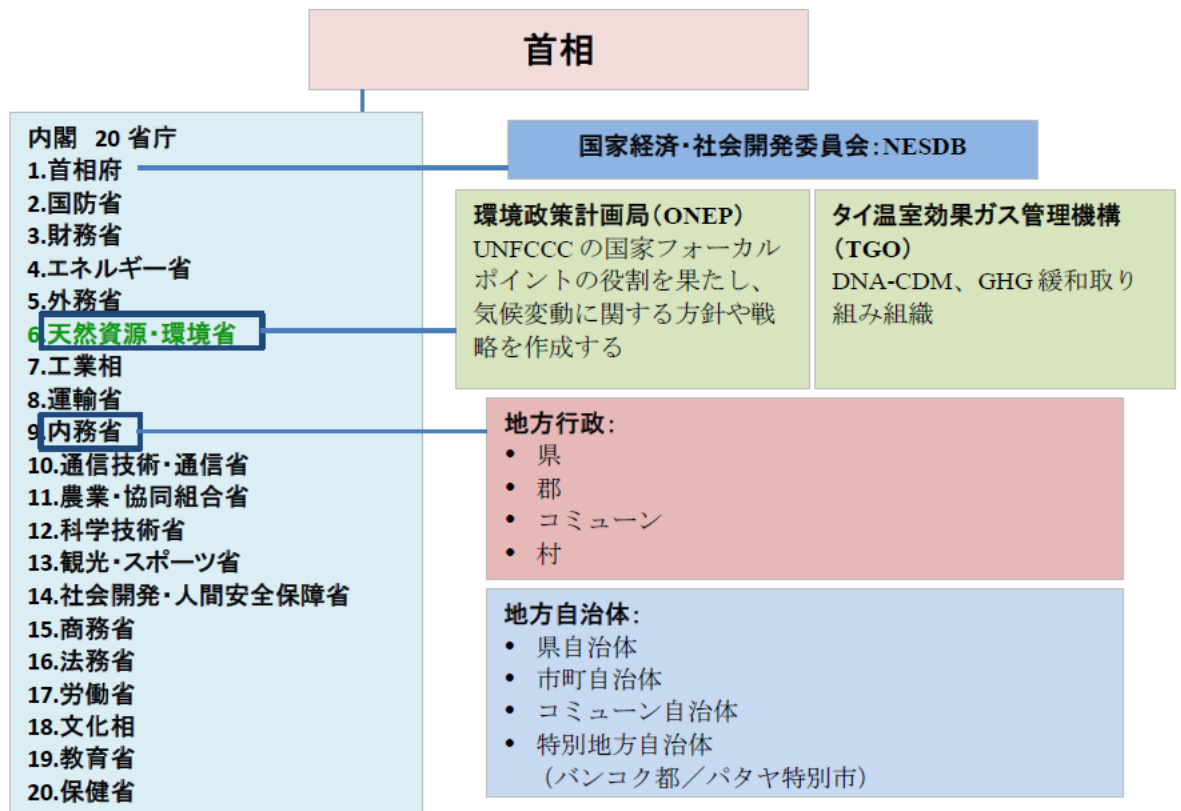 首相
内閣 20 省庁
1.首相府
2.国防省
3.財務省
4.エネルギー省
5.外務省
6.天然資源・環境省
7.工業相
8.運輸省
9.内務省
10.通信技術・通信省
11.農業・協同組合省
12.科学技術省
13.観光・スポーツ省
14.社会開発・人間安全保障省
15.商務省
16.法務省
17.労働省
18.文化相
19.教育省
20.保健省
国家経済・社会開発委員会:NESDB
環境政策計画局(ONEP)
UNFCCC の国家フォーカル
ポイントの役割を果たし、
気候変動に関する方針や戦
略を作成する
タイ温室効果ガス管理機構
(TGO)
DNA-CDM、GHG 緩和取り
組み組織
地方行政:
• 県
• 郡
• コミューン
• 村
地方自治体:
• 県自治体
• 市町自治体
• コミューン自治体
• 特別地方自治体
(バンコク都/パタヤ特別市)